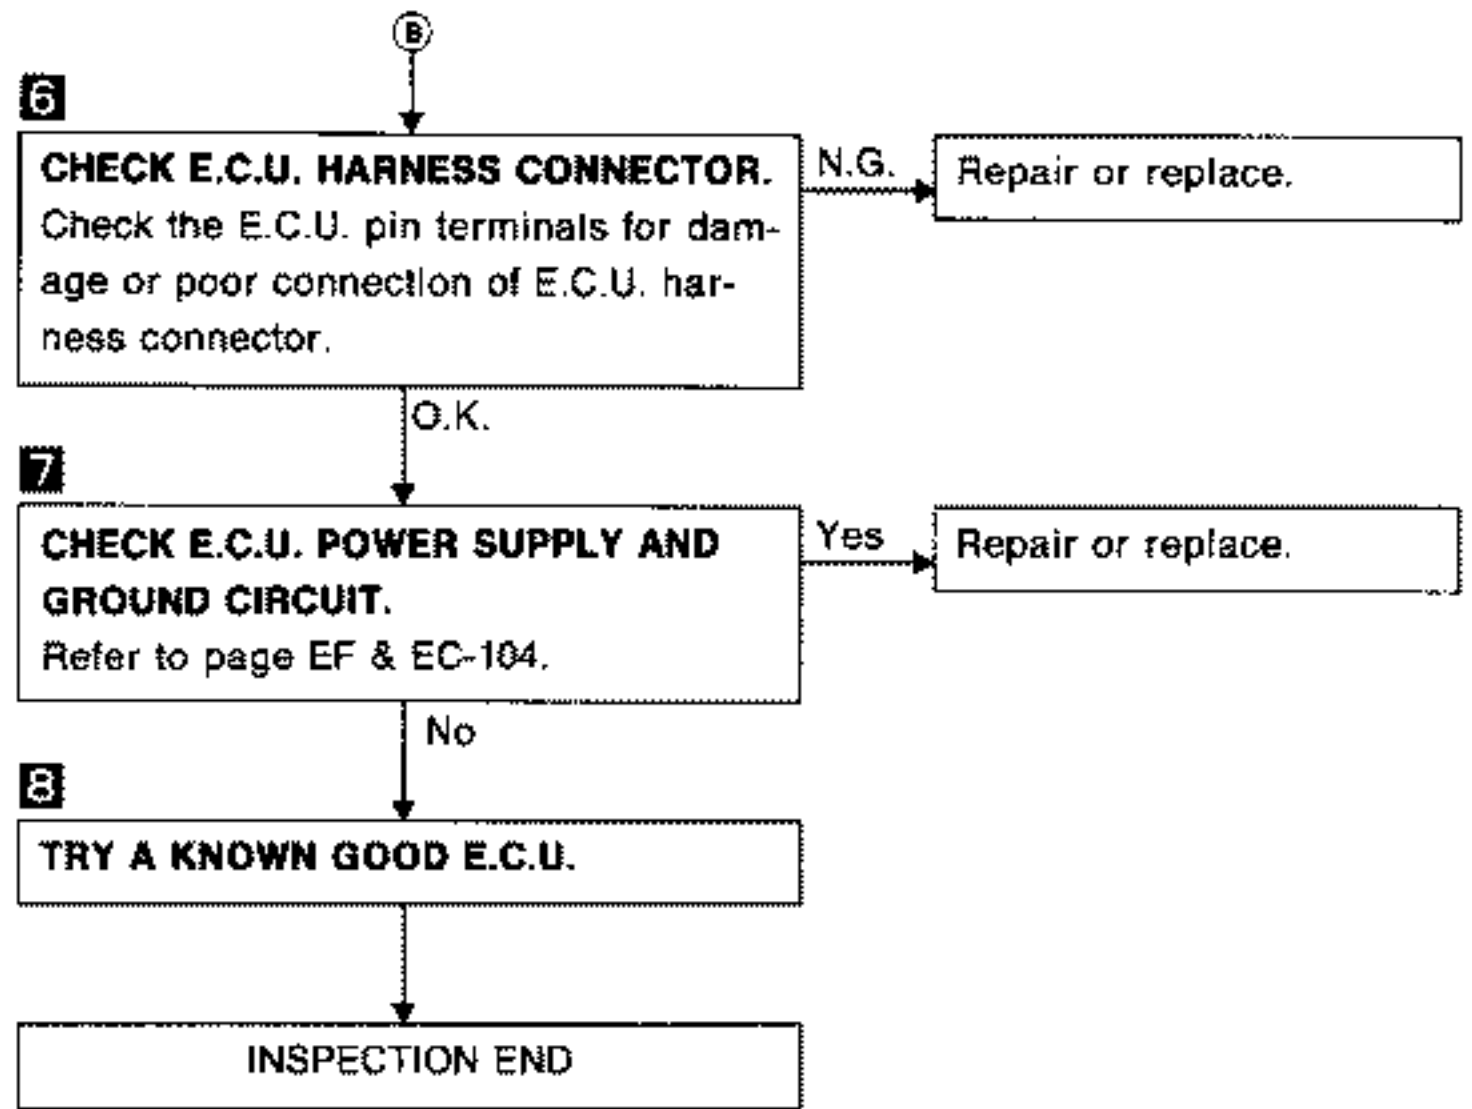 B
6
CHECK E.C.U. HARNESS CONNECTOR.
Check the E.C.U. pin terminals for dam-
age or poor connection of E.C.U. har-
ness connector.
N.G.
Repair or replace.
O.K.
7
CHECK E.C.U. POWER SUPPLY AND
GROUND CIRCUIT.
Refer to page EF & EC-104.
Yes
Repair or replace.
No
8
TRY A KNOWN GOOD E.C.U.
INSPECTION END